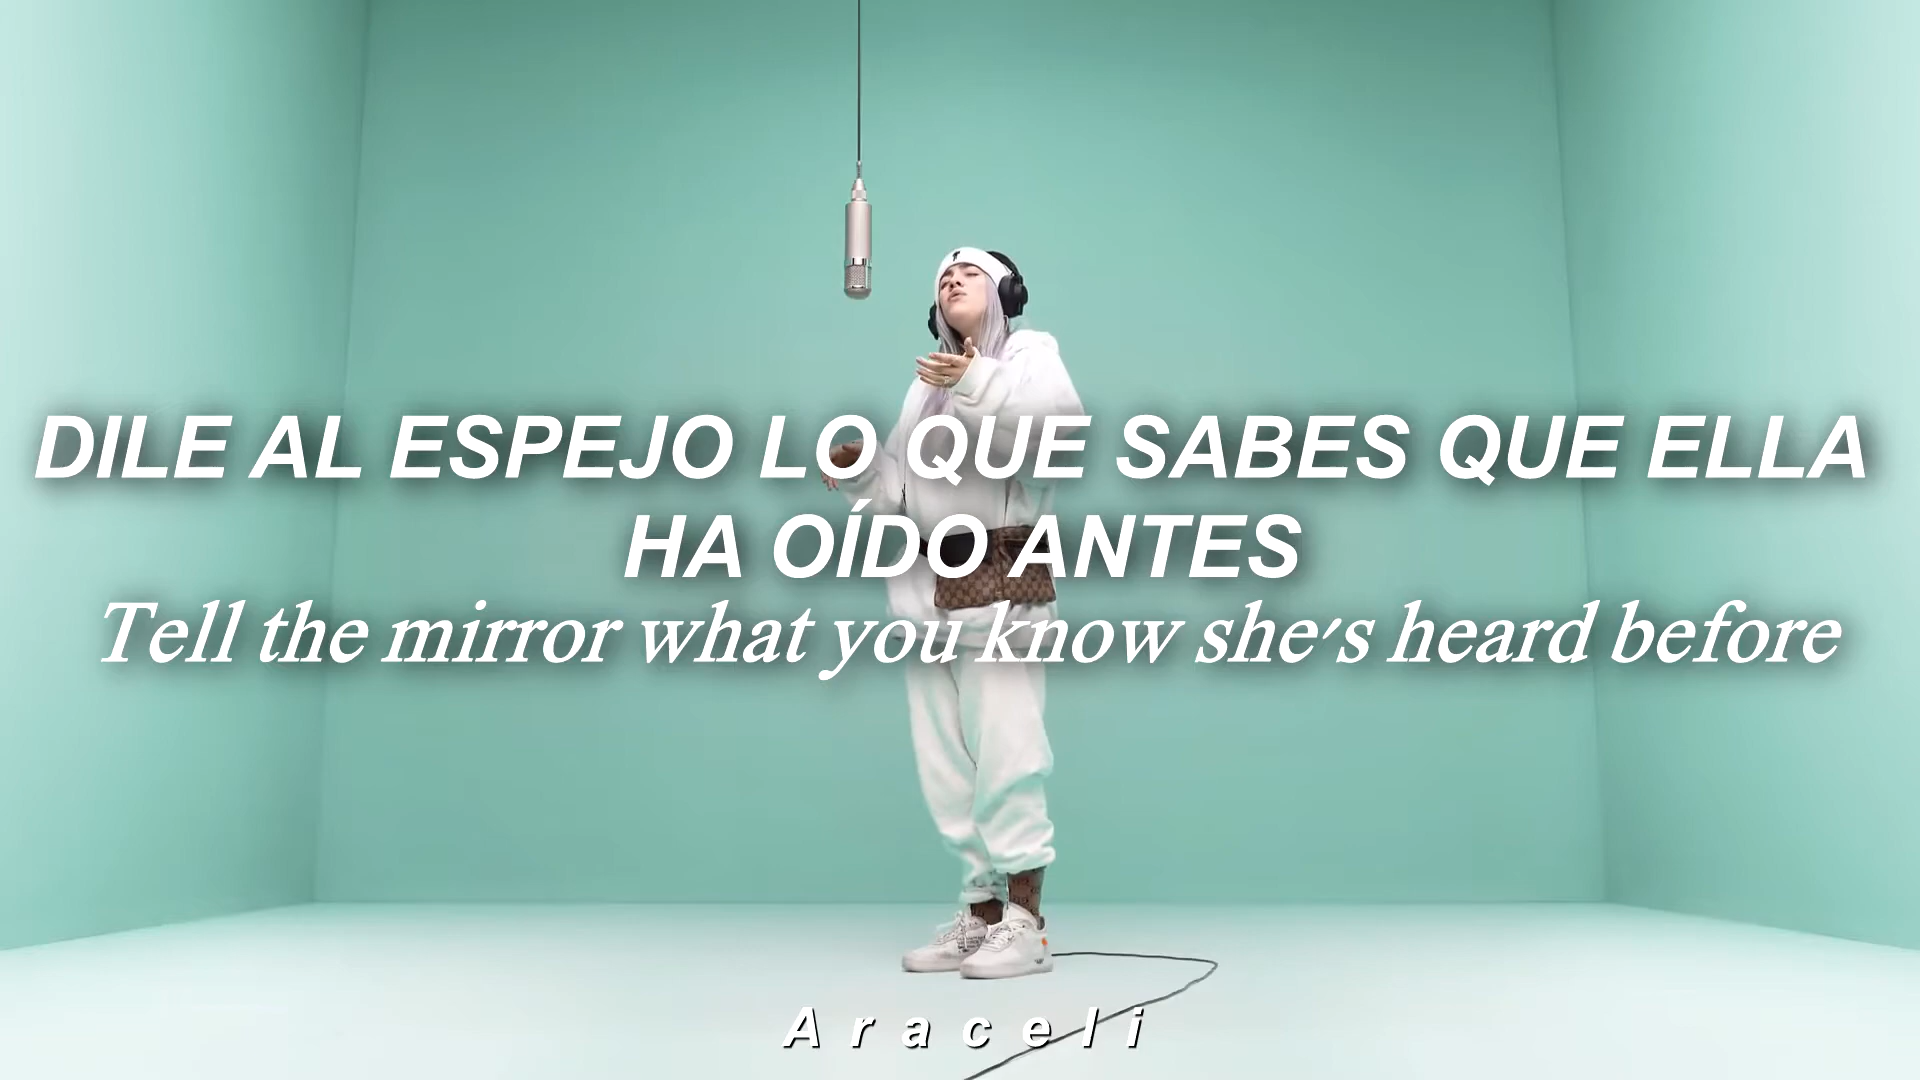 DILE AL ESPEJO LO QUE SABES QUE ELLA
HA OÍDO ANTES
Tell the mirror what you know she's heard before
Araceli